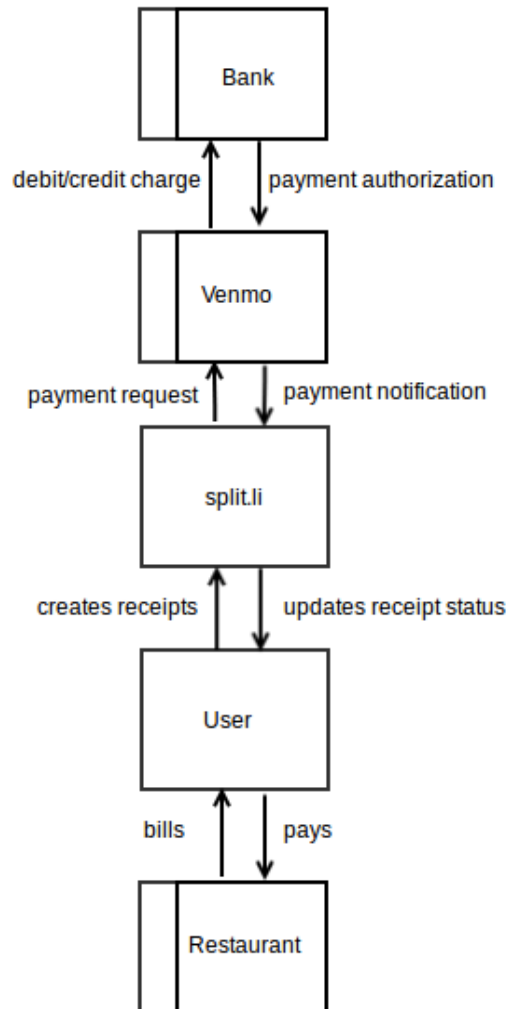 Bank
debit/credit charge
payment authorization
Venmo
payment request
payment notification
split.li
creates receipts
updates receipt status
User
bills
pays
Restaurant